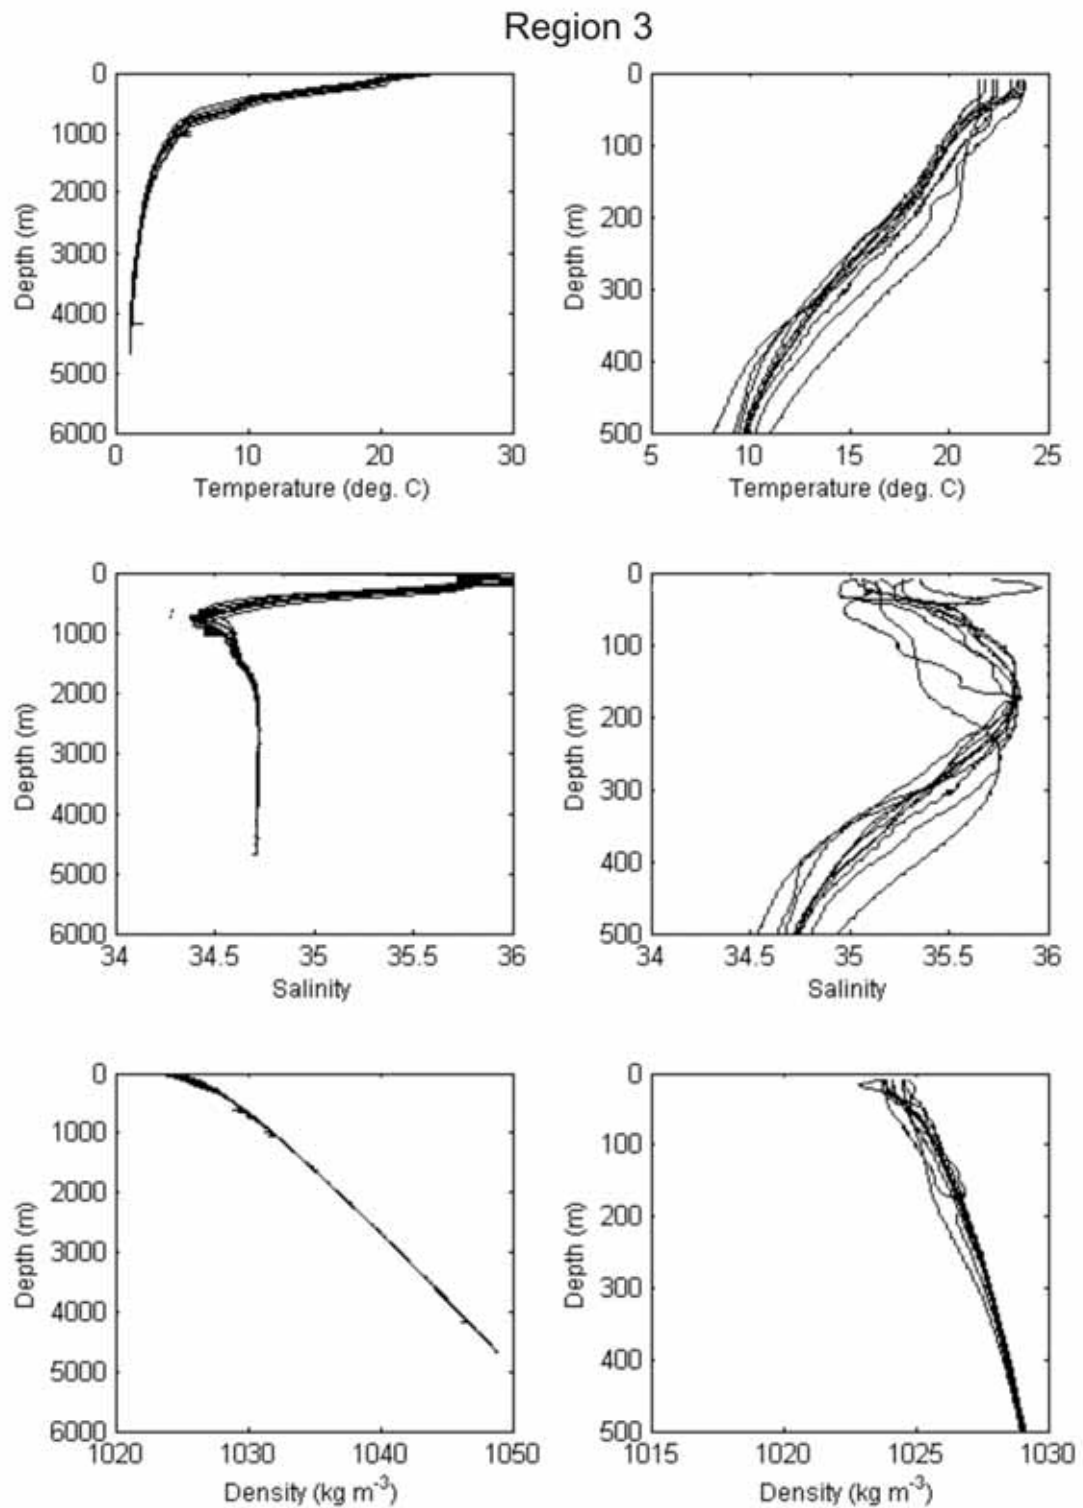 Region 3
0
1000
2000
3000
4000
5000
6000
Depth (m)
0 10 20 30
Temperature (deg. C)
0
100
200
300
400
500
Depth (m)
5 10 15 20 25
Temperature (deg. C)
0
1000
2000
3000
4000
5000
6000
Depth (m)
34 34.5 35 35.5 36
Salinity
0
100
200
300
400
500
Depth (m)
34 34.5 35 35.5 36
Salinity
0
1000
2000
3000
4000
5000
6000
Depth (m)
1020 1030 1040 1050
Density (kg m⁻³)
0
100
200
300
400
500
Depth (m)
1015 1020 1025 1030
Density (kg m⁻³)